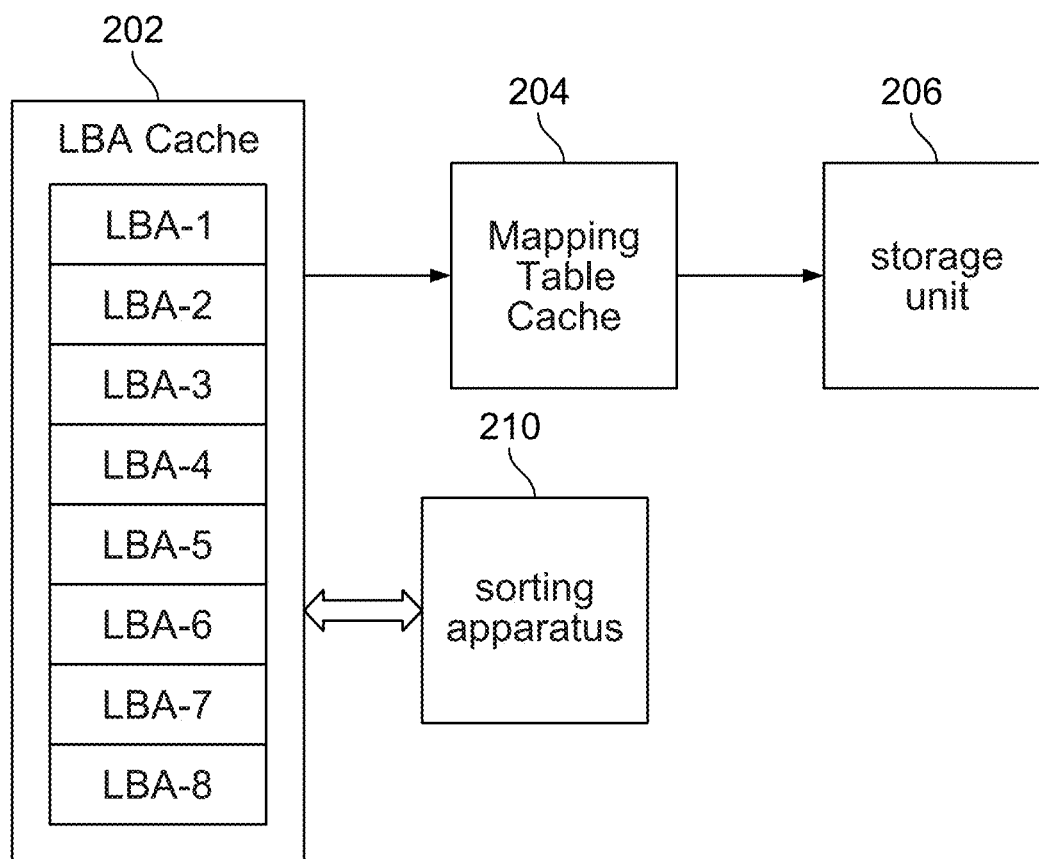 202
LBA Cache
LBA-1
LBA-2
LBA-3
LBA-4
LBA-5
LBA-6
LBA-7
LBA-8
204
Mapping
Table
Cache
206
storage
unit
210
sorting
apparatus